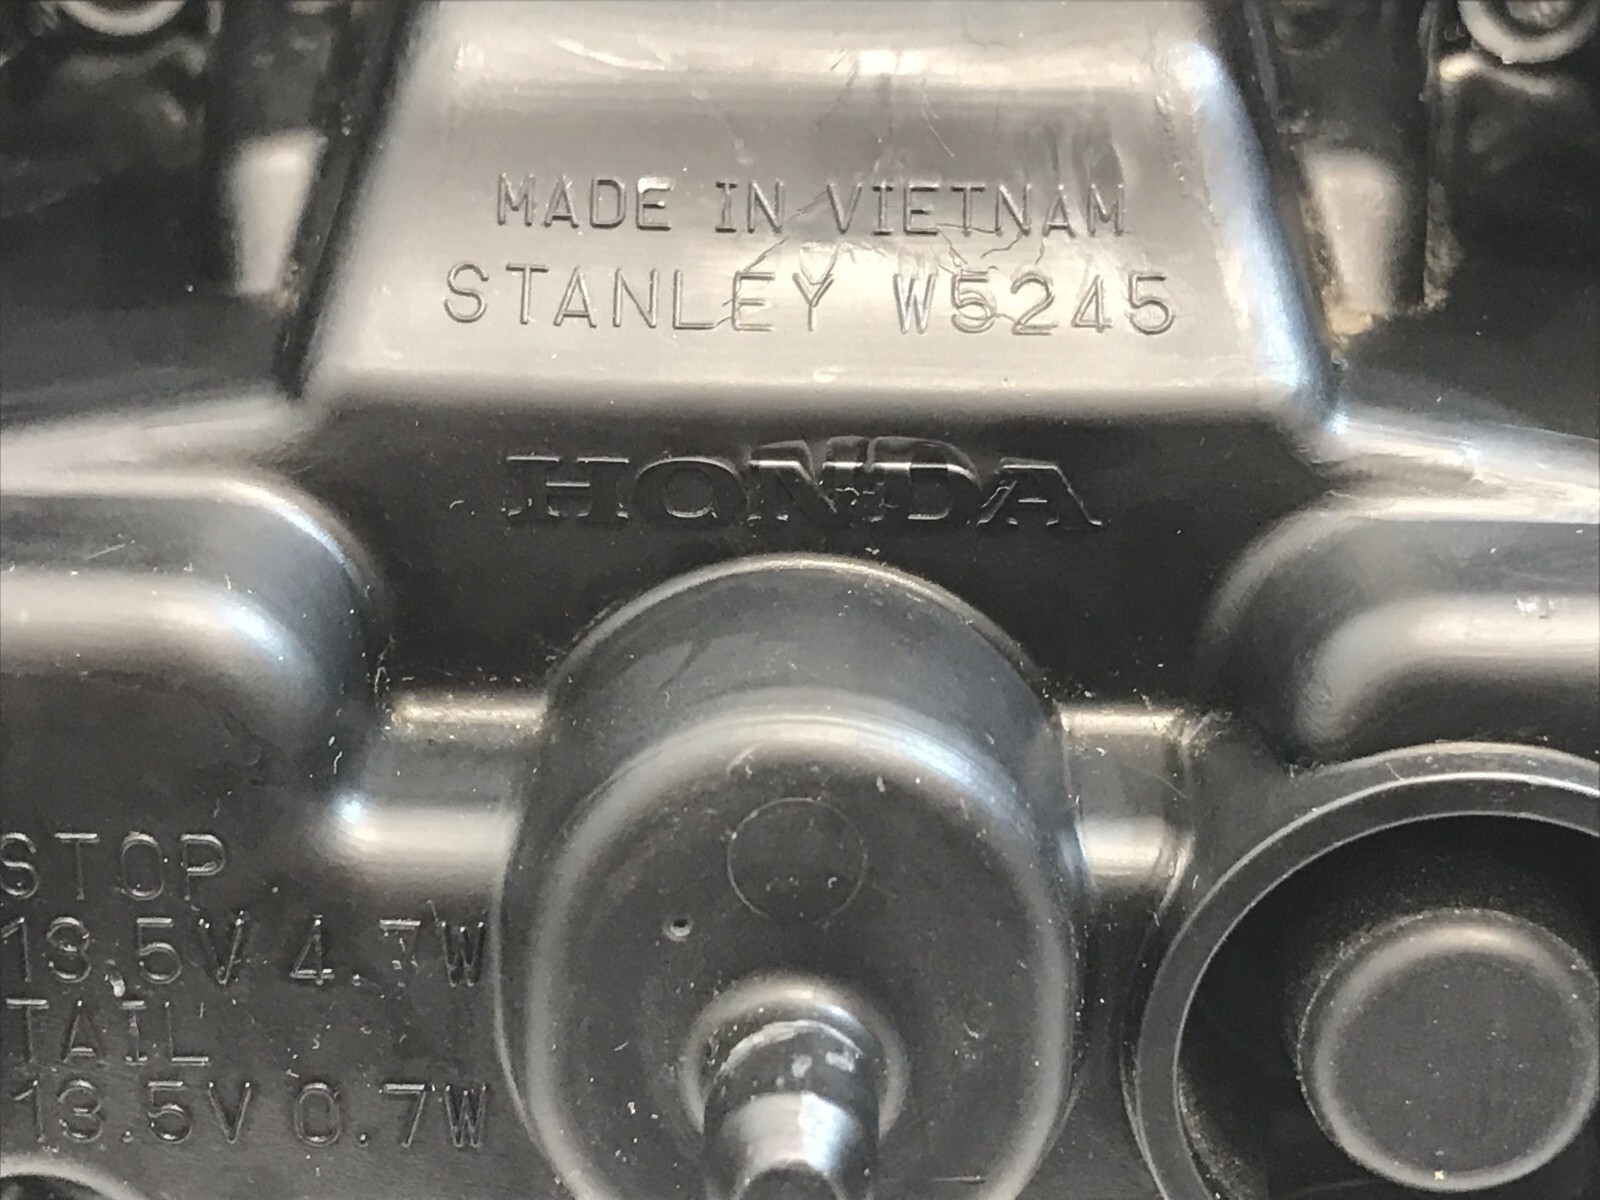 MADE IN VIETNAM
STANLEY W5245
HONDA
STOP
13.5V 4.7W
TAIL
13.5V 0.7W